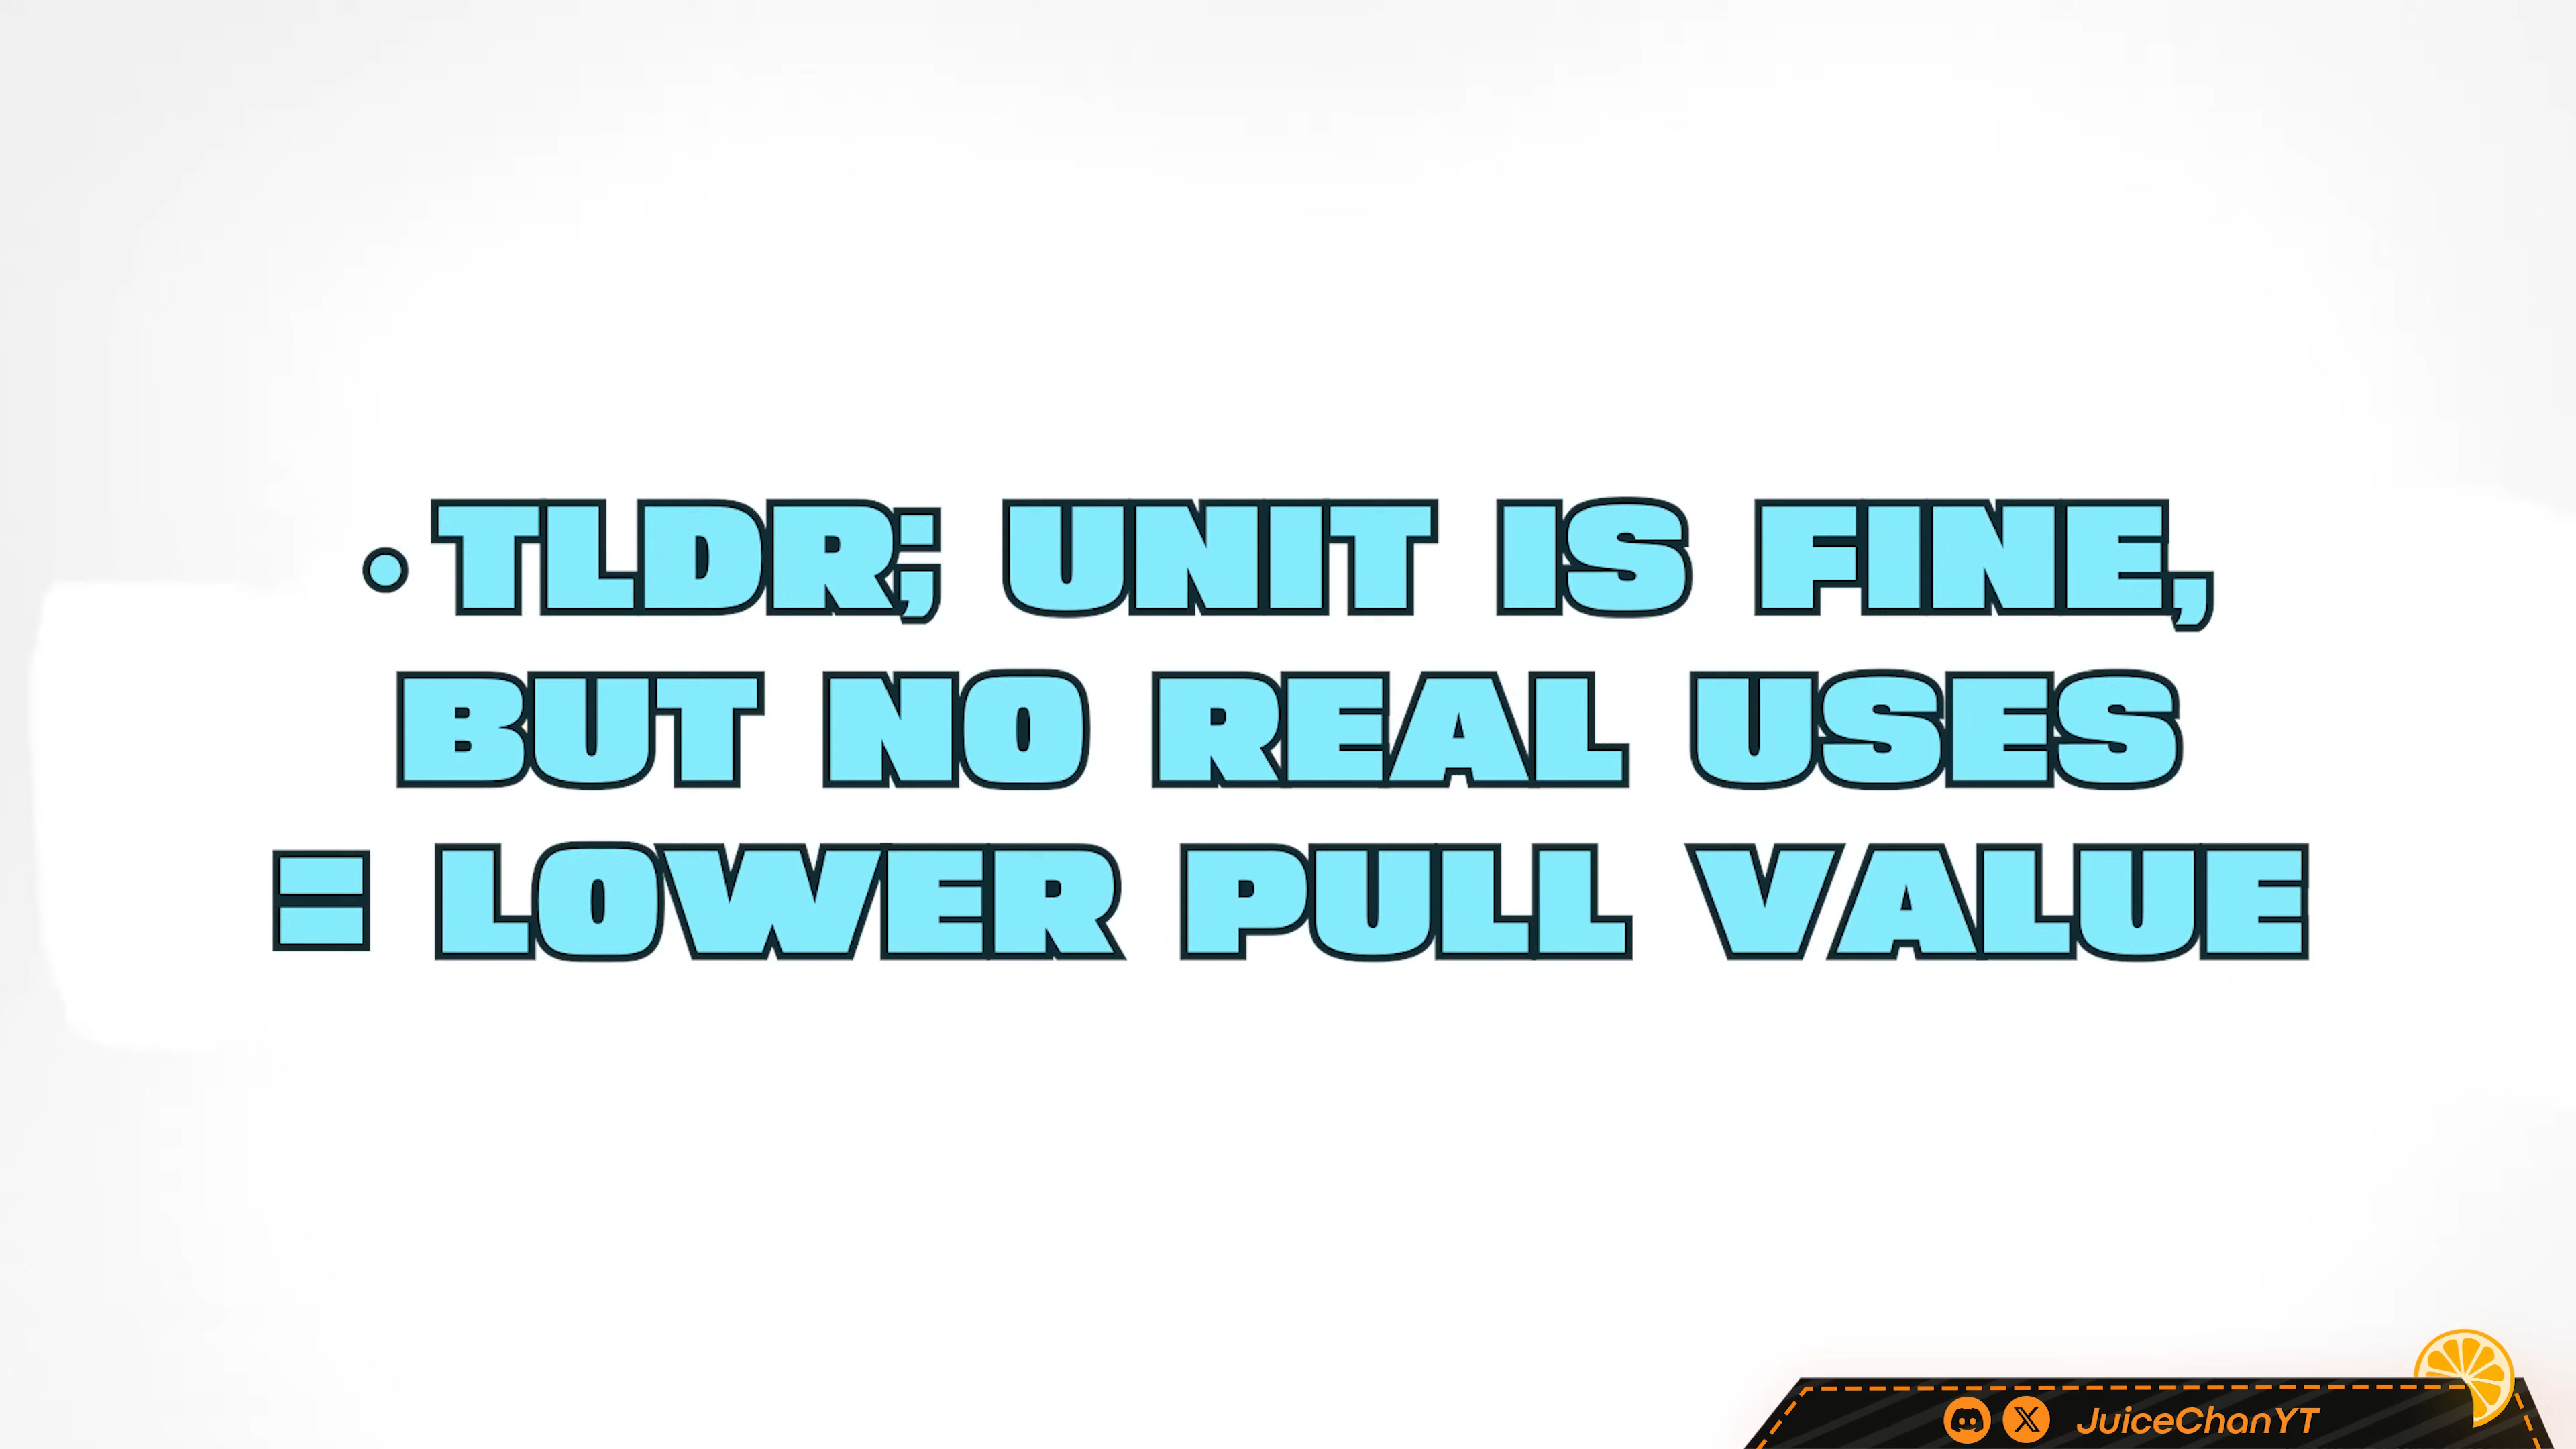 • TLDR; UNIT IS FINE,
BUT NO REAL USES
= LOWER PULL VALUE
JuiceChanYT